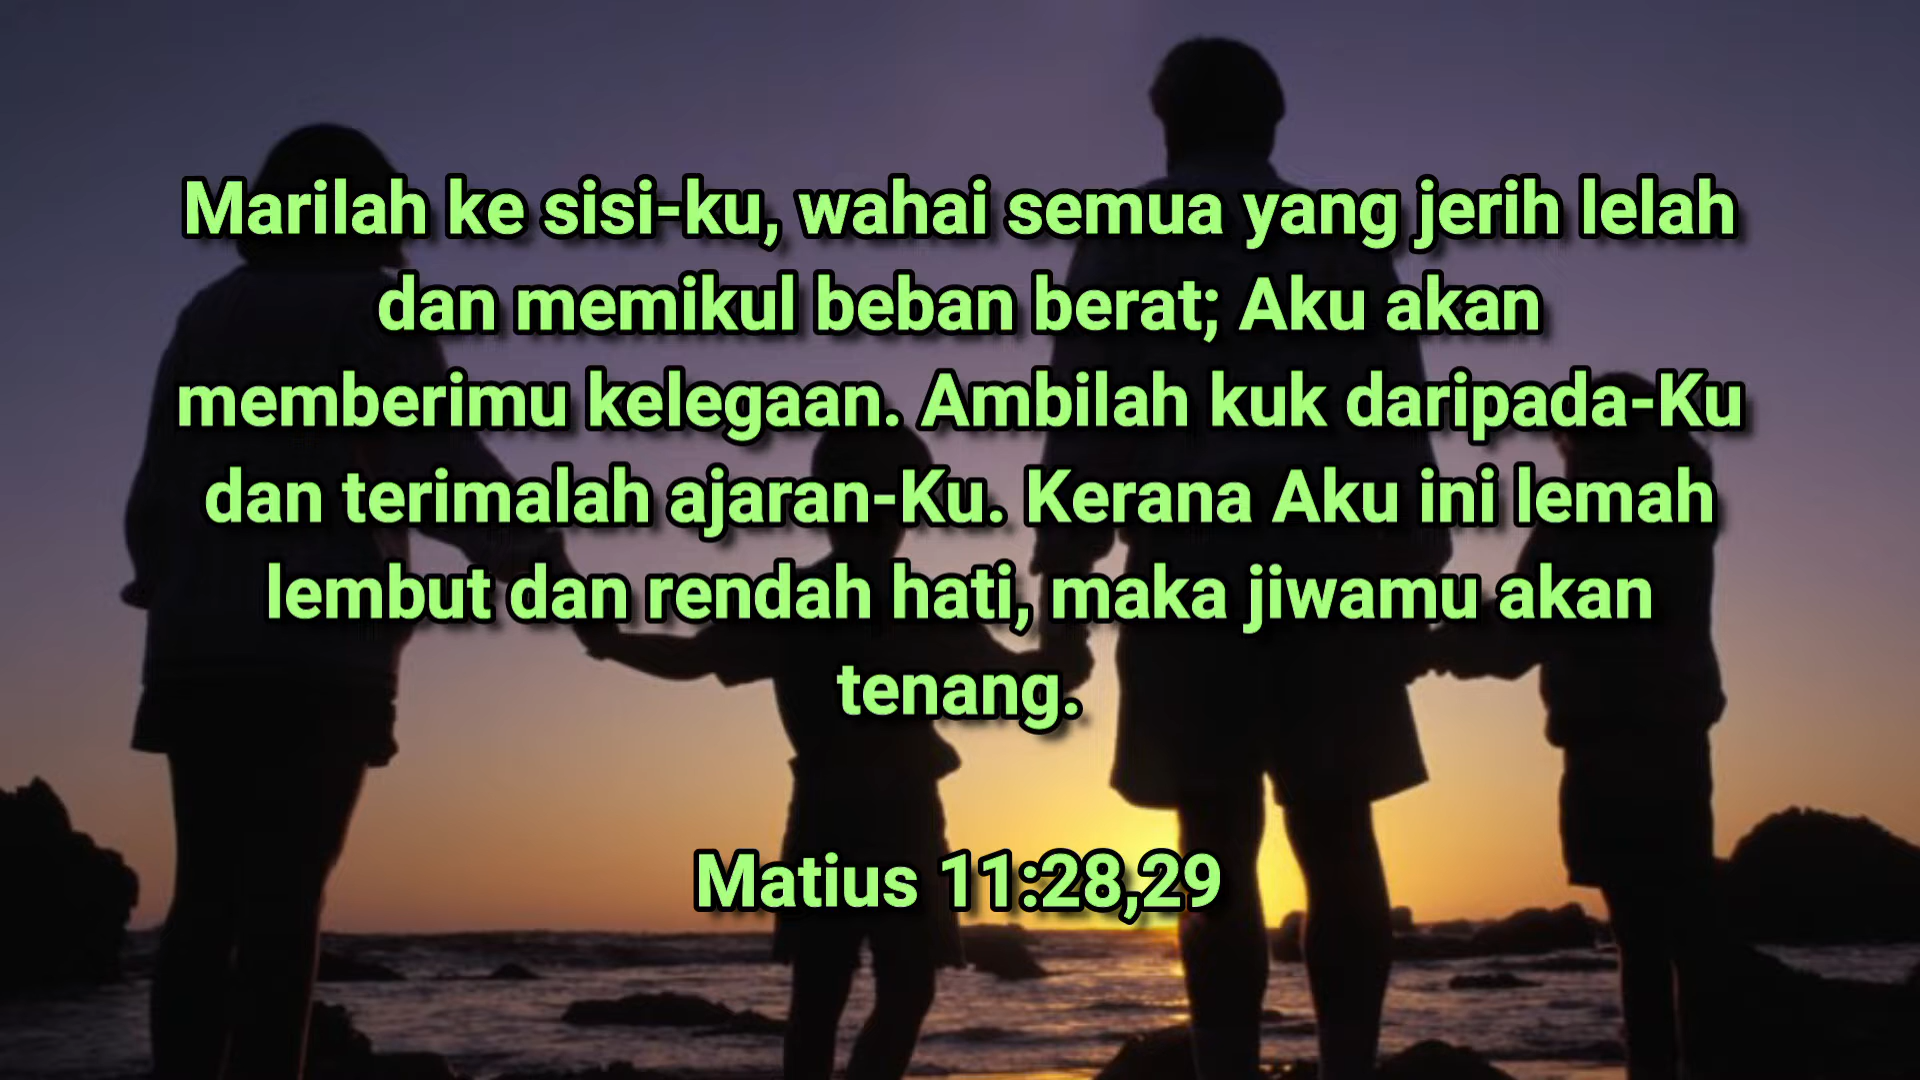 Marilah ke sisi-ku, wahai semua yang jerih lelah
dan memikul beban berat; Aku akan
memberimu kelegaan. Ambilah kuk daripada-Ku
dan terimalah ajaran-Ku. Kerana Aku ini lemah
lembut dan rendah hati, maka jiwamu akan
tenang.
Matius 11:28,29